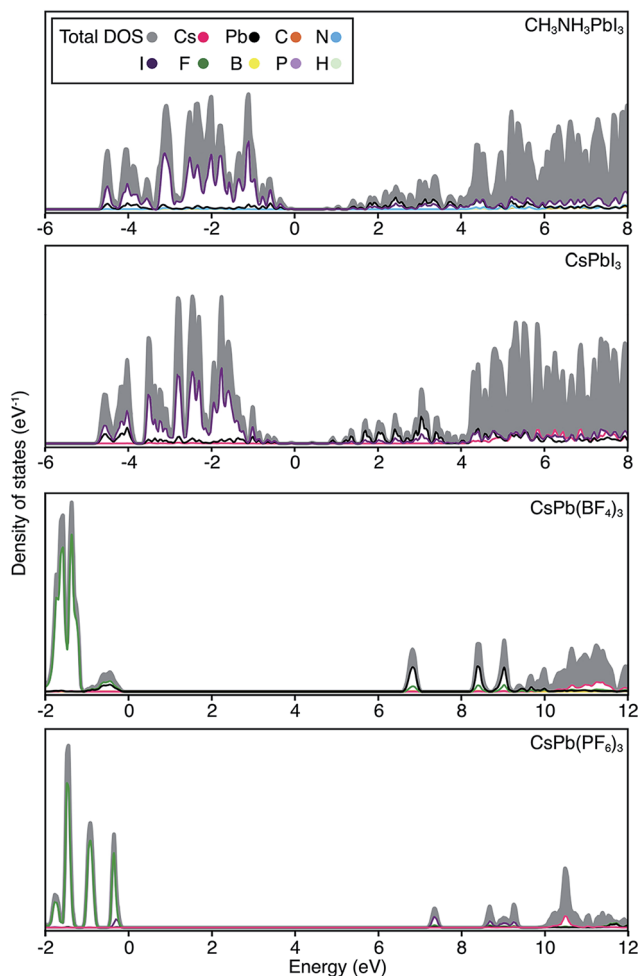 Total DOS Cs Pb C N
I F B P H
CH₃NH₃PbI₃
-6 -4 -2 0 2 4 6 8
CsPbI₃
-6 -4 -2 0 2 4 6 8
Density of states (eV⁻¹)
CsPb(BF₄)₃
-2 0 2 4 6 8 10 12
CsPb(PF₆)₃
-2 0 2 4 6 8 10 12
Energy (eV)